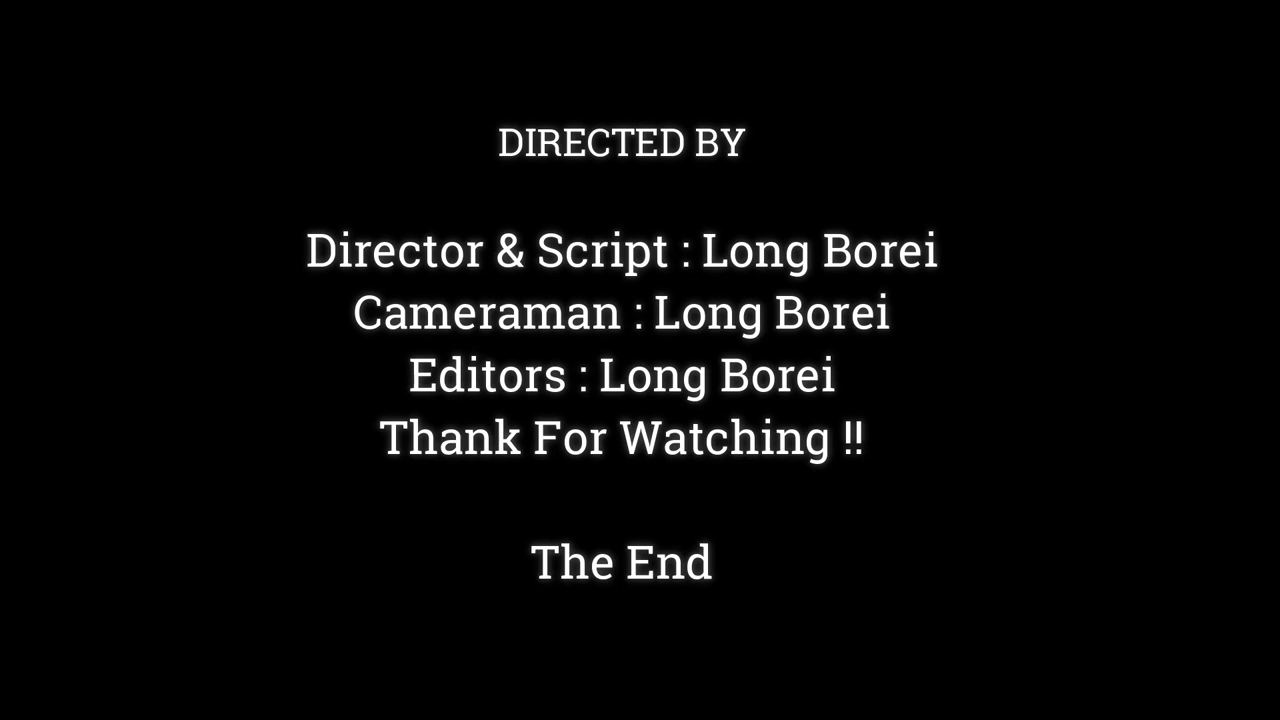 DIRECTED BY
Director & Script : Long Borei
Cameraman : Long Borei
Editors : Long Borei
Thank For Watching !!
The End